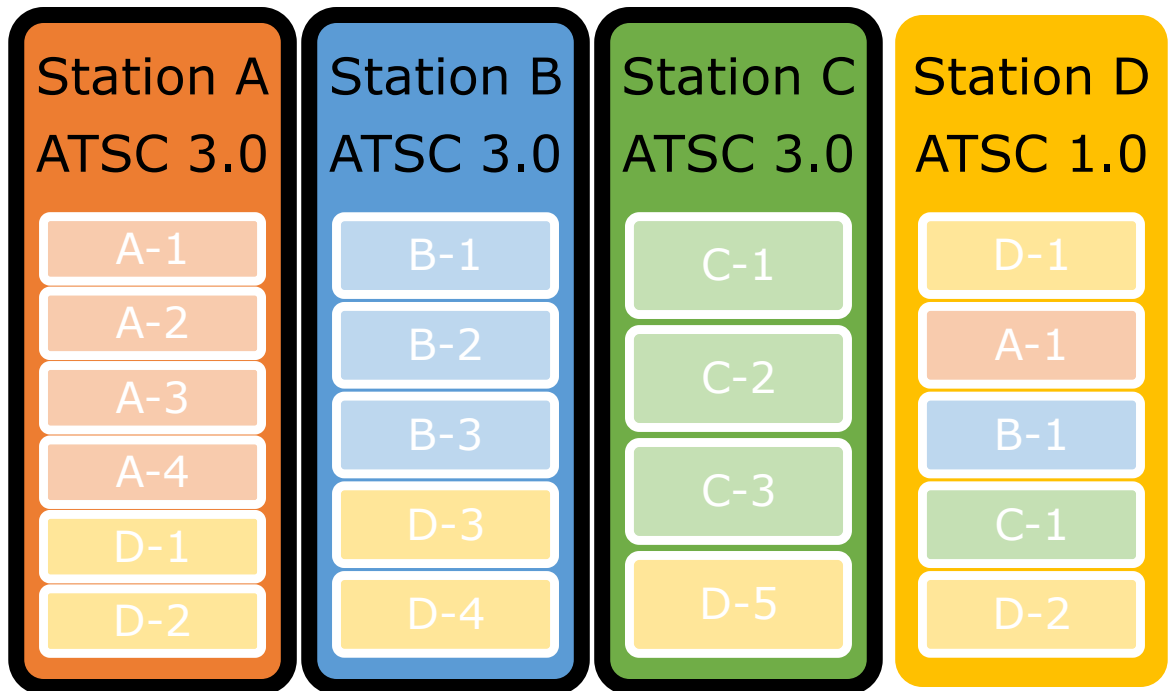 Station A
ATSC 3.0
A-1
A-2
A-3
A-4
D-1
D-2
Station B
ATSC 3.0
B-1
B-2
B-3
D-3
D-4
Station C
ATSC 3.0
C-1
C-2
C-3
D-5
Station D
ATSC 1.0
D-1
A-1
B-1
C-1
D-2